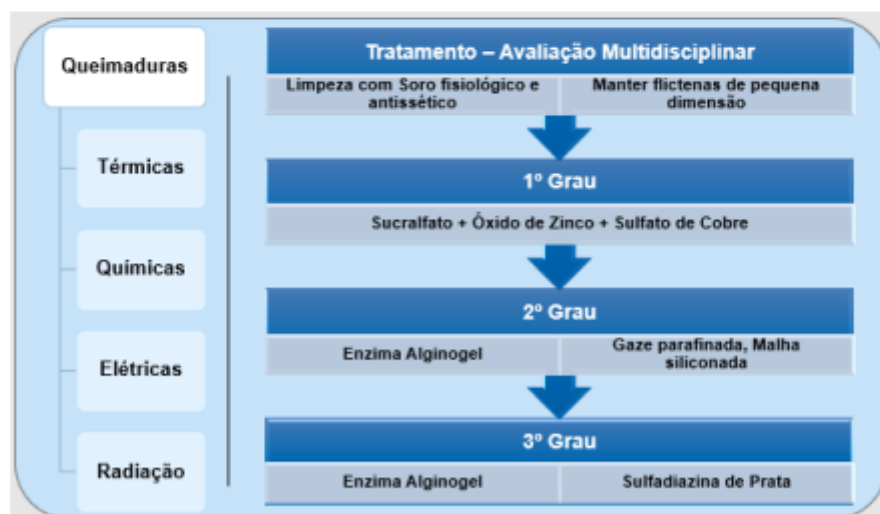 Queimaduras
Térmicas
Químicas
Elétricas
Radiação
Tratamento – Avaliação Multidisciplinar
Limpeza com Soro fisiológico e
antissético
Manter flictenas de pequena
dimensão
1º Grau
Sucralfato + Óxido de Zinco + Sulfato de Cobre
2º Grau
Enzima Alginogel
Gaze parafinada, Malha
siliconada
3º Grau
Enzima Alginogel
Sulfadiazina de Prata